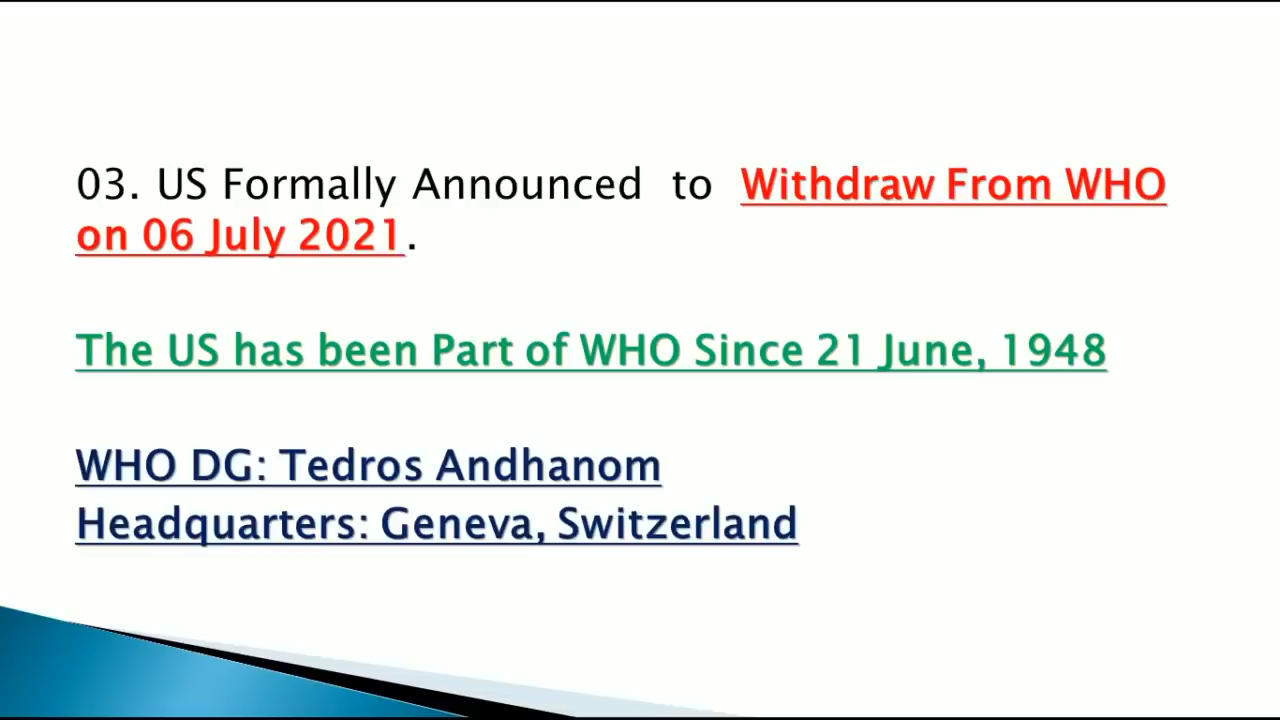 03. US Formally Announced to Withdraw From WHO
on 06 July 2021.
The US has been Part of WHO Since 21 June, 1948
WHO DG: Tedros Andhanom
Headquarters: Geneva, Switzerland